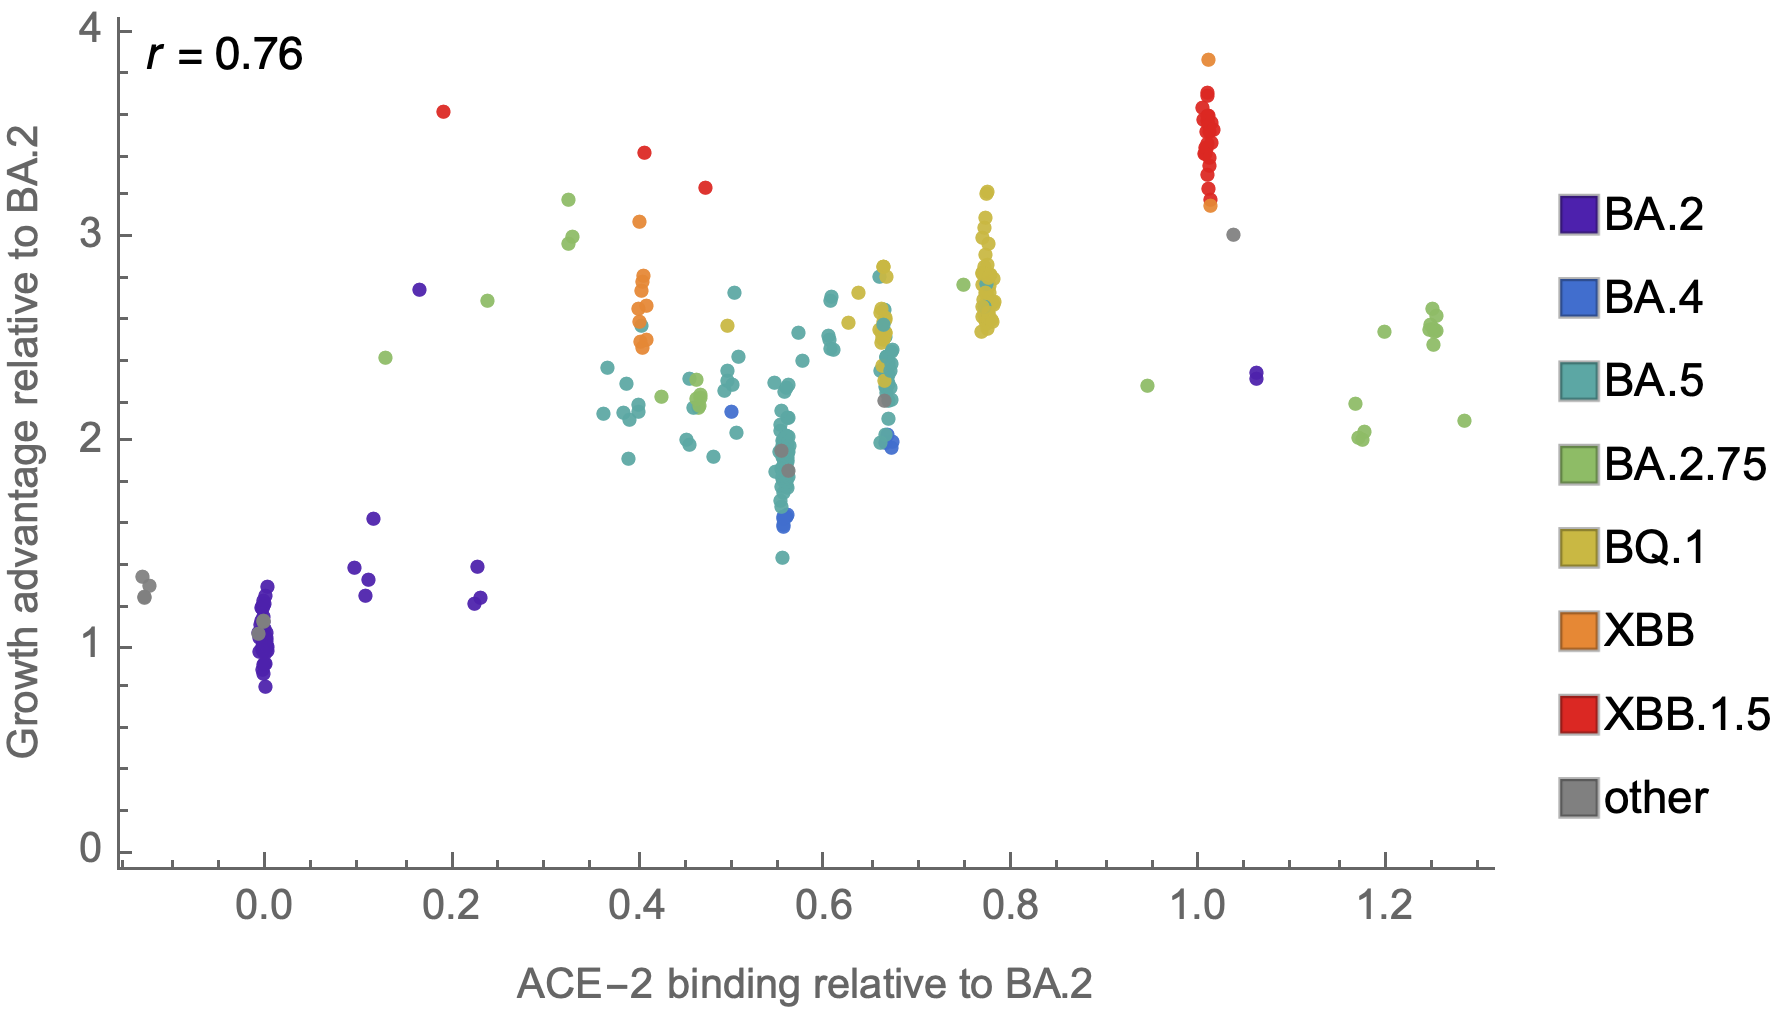 r = 0.76
Growth advantage relative to BA.2
4
3
2
1
0
0.0 0.2 0.4 0.6 0.8 1.0 1.2
ACE−2 binding relative to BA.2
BA.2
BA.4
BA.5
BA.2.75
BQ.1
XBB
XBB.1.5
other